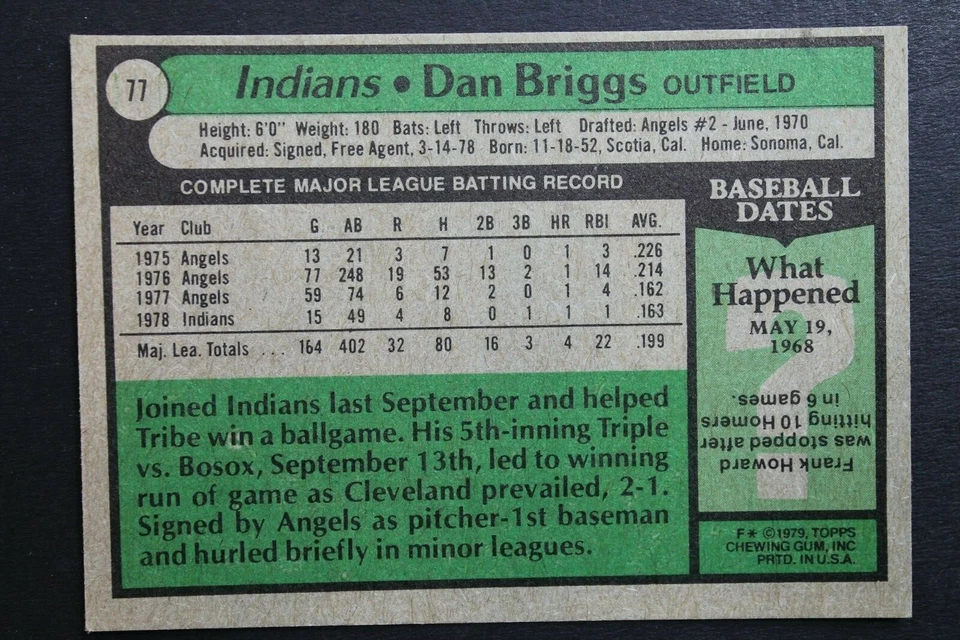 77
Indians • Dan Briggs OUTFIELD
Height: 6'0" Weight: 180 Bats: Left Throws: Left Drafted: Angels #2 - June, 1970
Acquired: Signed, Free Agent, 3-14-78 Born: 11-18-52, Scotia, Cal. Home: Sonoma, Cal.
COMPLETE MAJOR LEAGUE BATTING RECORD
Year Club G AB R H 2B 3B HR RBI AVG.
1975 Angels 13 21 3 7 1 0 1 3 .226
1976 Angels 77 248 19 53 13 2 1 14 .214
1977 Angels 59 74 6 12 2 0 1 4 .162
1978 Indians 15 49 4 8 0 1 1 1 .163
Maj. Lea. Totals ... 164 402 32 80 16 3 4 22 .199
Joined Indians last September and helped
Tribe win a ballgame. His 5th-inning Triple
vs. Bosox, September 13th, led to winning
run of game as Cleveland prevailed, 2-1.
Signed by Angels as pitcher-1st baseman
and hurled briefly in minor leagues.
BASEBALL
DATES
What
Happened
MAY 19,
1968
?
Frank Howard
was stopped after
hitting 10 Homers
in 6 games.
F* ©1979, TOPPS
CHEWING GUM, INC
PRTD. IN U.S.A.